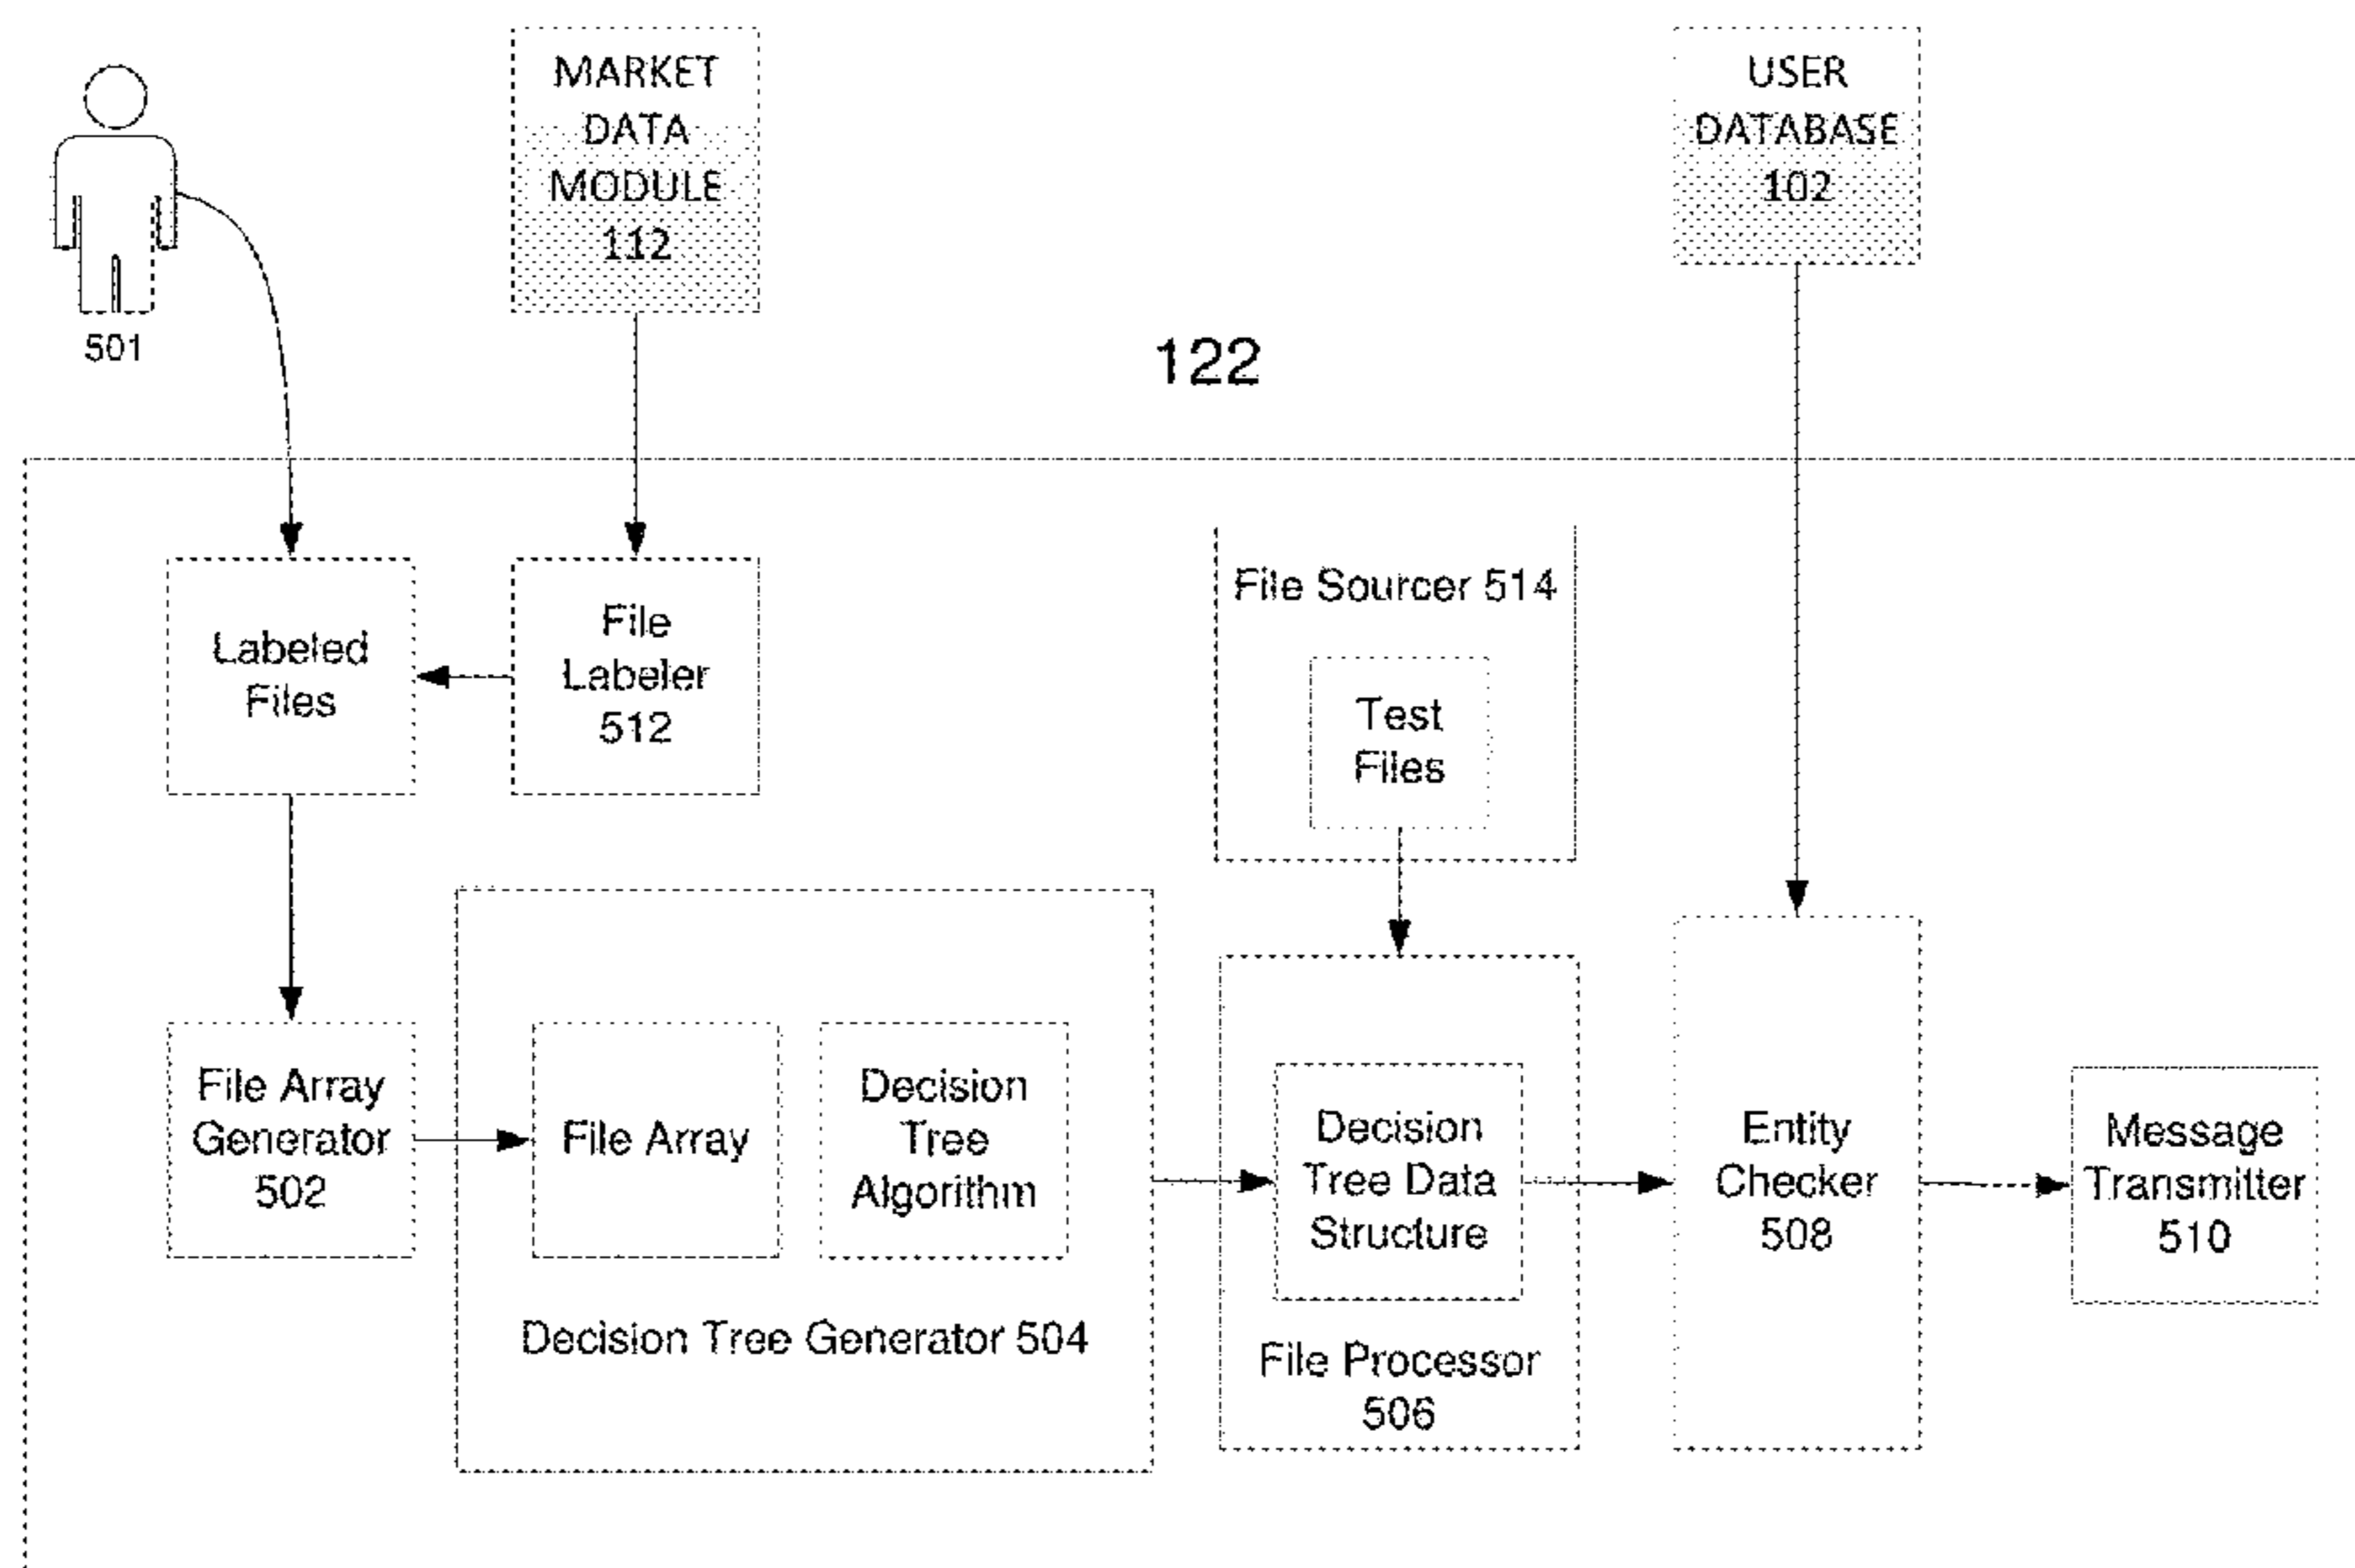 MARKET
DATA
MODULE
112
USER
DATABASE
102
501
122
Labeled
Files
File
Labeler
512
File Sourcer 514
Test
Files
File Array
Generator
502
File Array
Decision
Tree
Algorithm
Decision Tree Generator 504
Decision
Tree Data
Structure
File Processor
506
Entity
Checker
508
Message
Transmitter
510